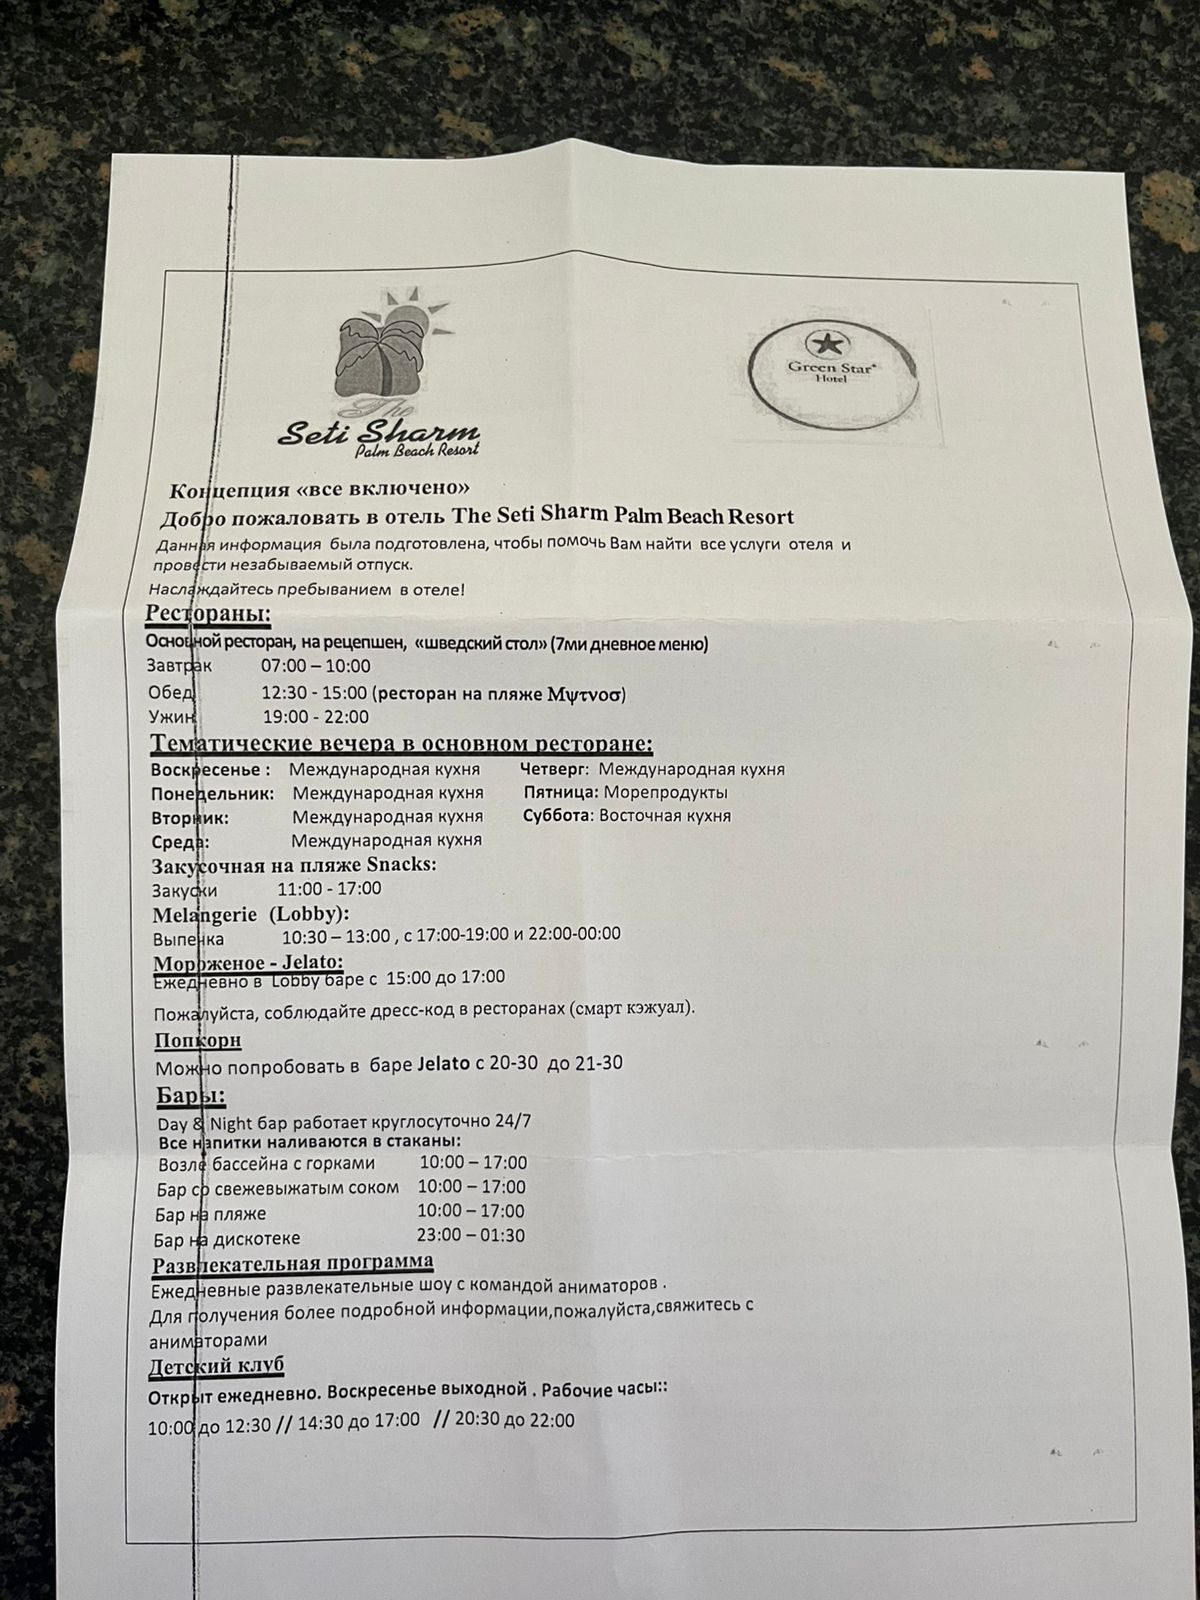 The
Seti Sharm
Palm Beach Resort
Green Star
Hotel
Концепция «все включено»
Добро пожаловать в отель The Seti Sharm Palm Beach Resort
Данная информация была подготовлена, чтобы помочь Вам найти все услуги отеля и
провести незабываемый отпуск.
Наслаждайтесь пребыванием в отеле!
Рестораны:
Основной ресторан, на рецепшен, «шведский стол» (7ми дневное меню)
Завтрак 07:00 – 10:00
Обед 12:30 - 15:00 (ресторан на пляже Μψτνοσ)
Ужин 19:00 - 22:00
Тематические вечера в основном ресторане:
Воскресенье : Международная кухня Четверг: Международная кухня
Понедельник: Международная кухня Пятница: Морепродукты
Вторник: Международная кухня Суббота: Восточная кухня
Среда: Международная кухня
Закусочная на пляже Snacks:
Закуски 11:00 - 17:00
Melangerie (Lobby):
Выпечка 10:30 – 13:00 , с 17:00-19:00 и 22:00-00:00
Мороженое - Jelato:
Ежедневно в Lobby баре с 15:00 до 17:00
Пожалуйста, соблюдайте дресс-код в ресторанах (смарт кэжуал).
Попкорн
Можно попробовать в баре Jelato с 20-30 до 21-30
Бары:
Day & Night бар работает круглосуточно 24/7
Все напитки наливаются в стаканы:
Возле бассейна с горками 10:00 – 17:00
Бар со свежевыжатым соком 10:00 – 17:00
Бар на пляже 10:00 – 17:00
Бар на дискотеке 23:00 – 01:30
Развлекательная программа
Ежедневные развлекательные шоу с командой аниматоров .
Для получения более подробной информации,пожалуйста,свяжитесь с
аниматорами
Детский клуб
Открыт ежедневно. Воскресенье выходной . Рабочие часы::
10:00 до 12:30 // 14:30 до 17:00 // 20:30 до 22:00